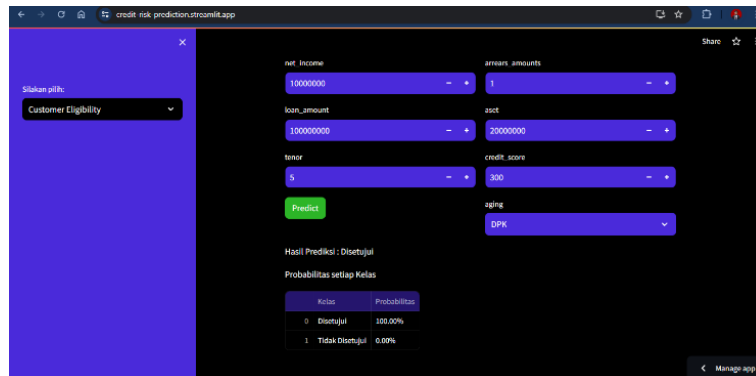 credit-risk-prediction.streamlit.app
Share
Silakan pilih:
Customer Eligibility
net_income
10000000
arrears_amounts
1
loan_amount
100000000
aset
20000000
tenor
5
credit_score
300
Predict
aging
DPK
Hasil Prediksi : Disetujui
Probabilitas setiap Kelas
Kelas Probabilitas
0 Disetujui 100.00%
1 Tidak Disetujui 0.00%
Manage app